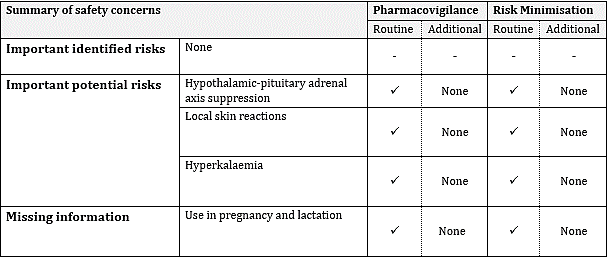 Summary of safety concerns Pharmacovigilance Risk Minimisation
Routine Additional Routine Additional
Important identified risks None - - - -
Important potential risks Hypothalamic-pituitary adrenal
axis suppression ✓ None ✓ None
Local skin reactions
✓ None ✓ None
Hyperkalaemia
✓ None ✓ None
Missing information Use in pregnancy and lactation
✓ None ✓ None